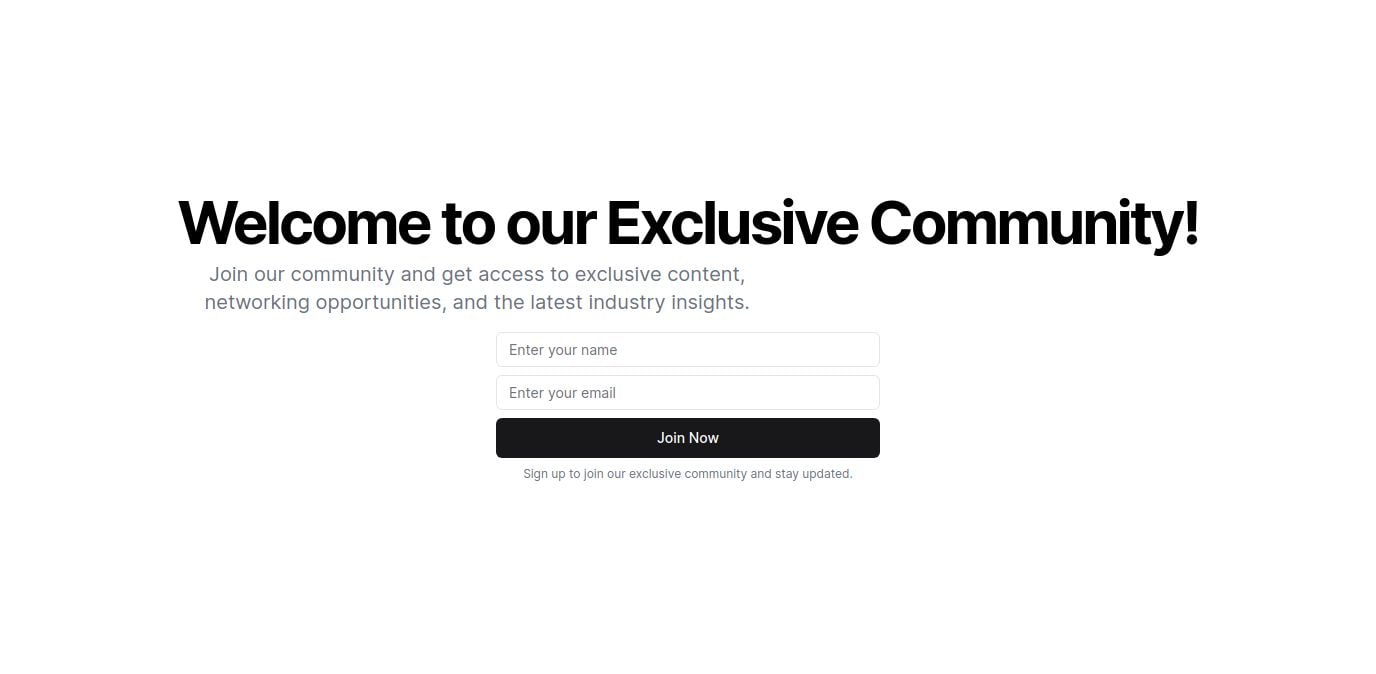 Welcome to our Exclusive Community!
Join our community and get access to exclusive content,
networking opportunities, and the latest industry insights.
Enter your name
Enter your email
Join Now
Sign up to join our exclusive community and stay updated.